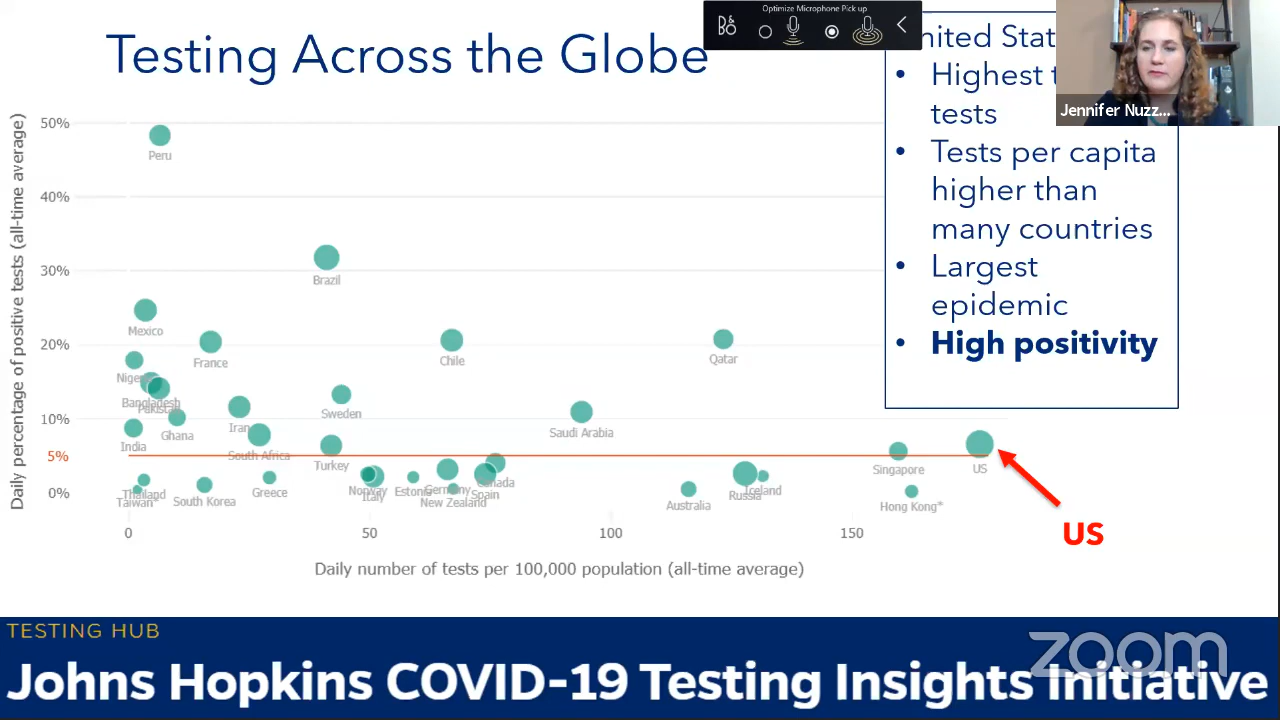 Optimize Microphone Pick up
B&O
Testing Across the Globe
Jennifer Nuzz...
nited Stat
• Highest t
tests
• Tests per capita
higher than
many countries
• Largest
epidemic
• High positivity
Daily percentage of positive tests (all-time average)
50%
40%
30%
20%
10%
5%
0%
Peru
Brazil
Mexico
France
Chile
Qatar
Nige
Bangladesh
Pakistan
Ghana
Iran
Sweden
Saudi Arabia
India
South Africa
Turkey
Singapore
US
Thailand
Taiwan
South Korea
Greece
Norway
Italy
Estonia
Germany
New Zealand
Canada
Spain
Australia
Russia
Iceland
Hong Kong*
0
50
100
150
US
Daily number of tests per 100,000 population (all-time average)
TESTING HUB
Johns Hopkins COVID-19 Testing Insights Initiative
zoom